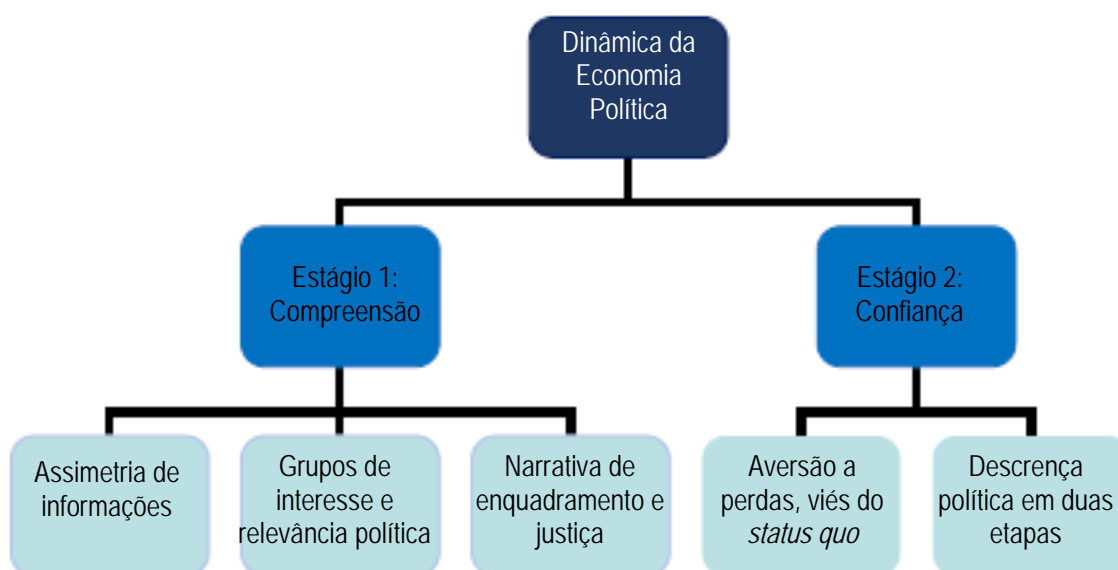 Dinâmica da
Economia
Política
Estágio 1:
Compreensão
Estágio 2:
Confiança
Assimetria de
informações
Grupos de
interesse e
relevância política
Narrativa de
enquadramento e
justiça
Aversão a
perdas, viés do
status quo
Descrença
política em duas
etapas